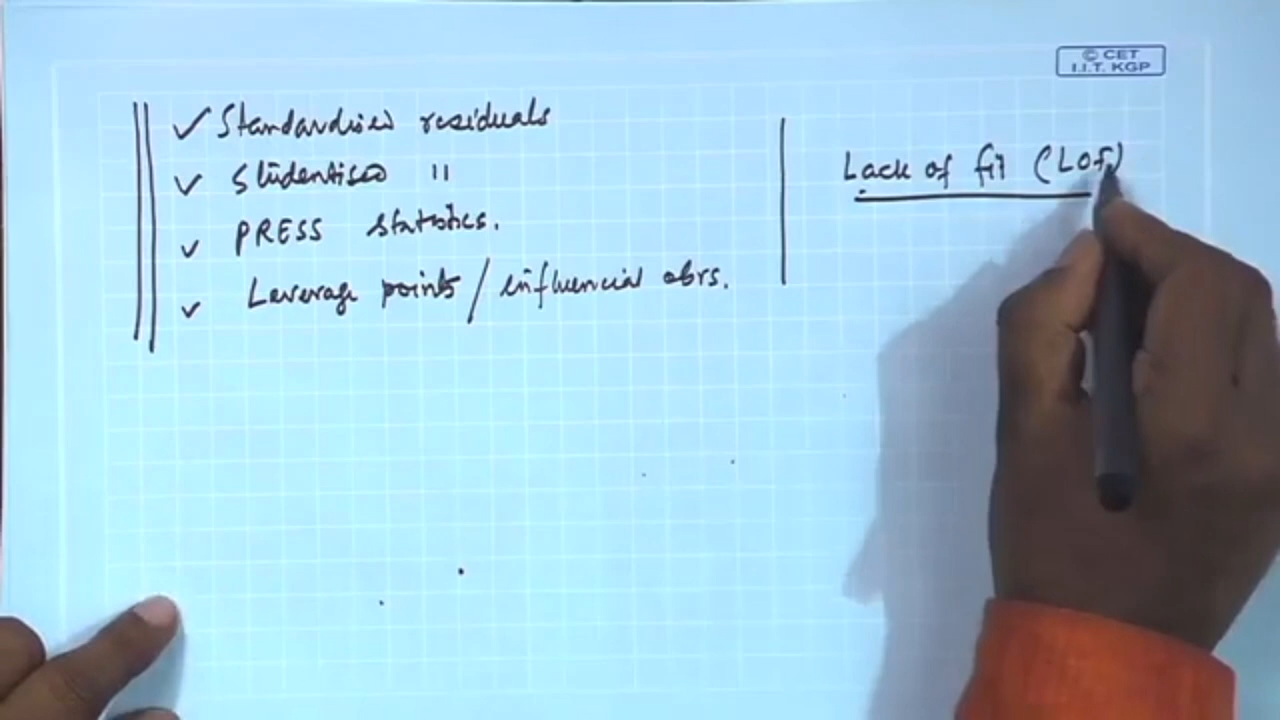 © CET
I.I.T. KGP
✓ Standardised residuals
✓ Studentised "
✓ PRESS statistics.
✓ Leverage points / influencial obrs.
Lack of fit (LOF)